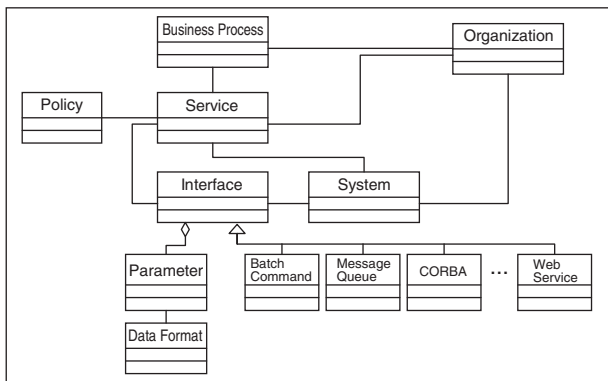 Business Process
Organization
Policy
Service
Interface
System
Parameter
Batch
Command
Message
Queue
CORBA
...
Web
Service
Data Format